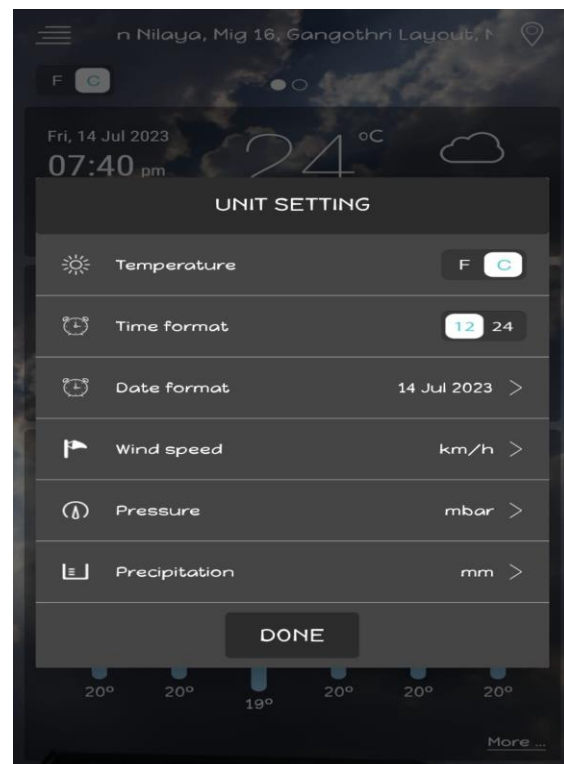 n Nilaya, Mig 16, Gangothri Layout, N
F C
Fri, 14 Jul 2023
07:40 pm
24°C
UNIT SETTING
Temperature F C
Time format 12 24
Date format 14 Jul 2023 >
Wind speed km/h >
Pressure mbar >
Precipitation mm >
DONE
20° 20° 19° 20° 20° 20°
More ...